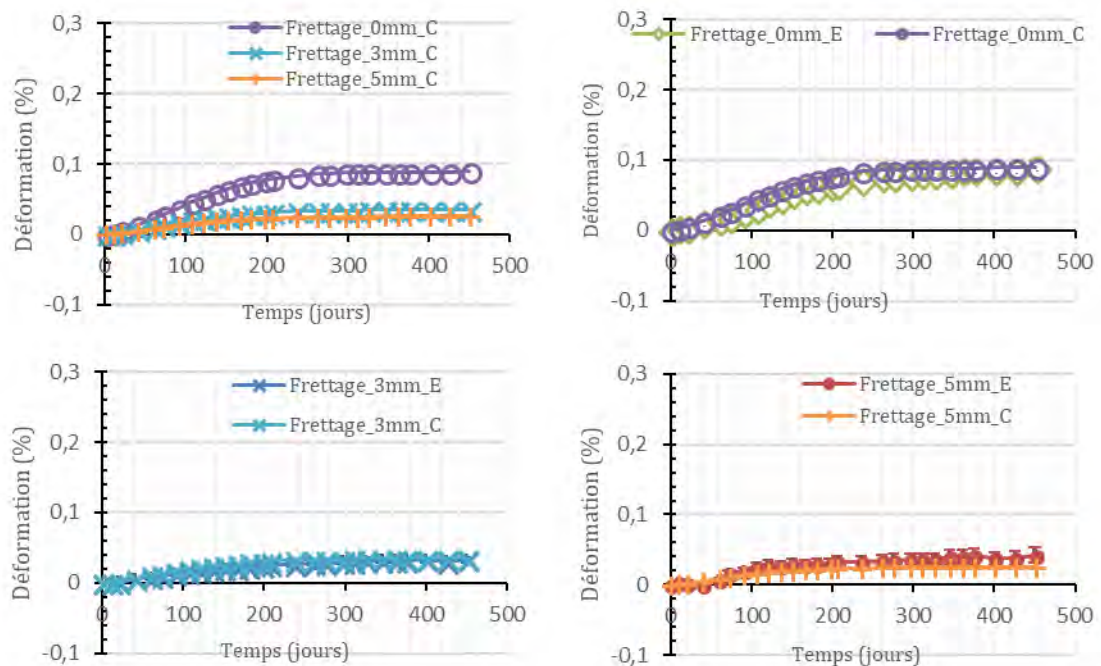 0,3
0,2
0,1
0
-0,1
Déformation (%)
Frettage_0mm_C
Frettage_3mm_C
Frettage_5mm_C
0 100 200 300 400 500
Temps (jours)
0,3
0,2
0,1
0
-0,1
Déformation (%)
Frettage_0mm_E Frettage_0mm_C
0 100 200 300 400 500
Temps (jours)
0,3
0,2
0,1
0
-0,1
Déformation (%)
Frettage_3mm_E
Frettage_3mm_C
0 100 200 300 400 500
Temps (jours)
0,3
0,2
0,1
0
-0,1
Déformation (%)
Frettage_5mm_E
Frettage_5mm_C
0 100 200 300 400 500
Temps (jours)